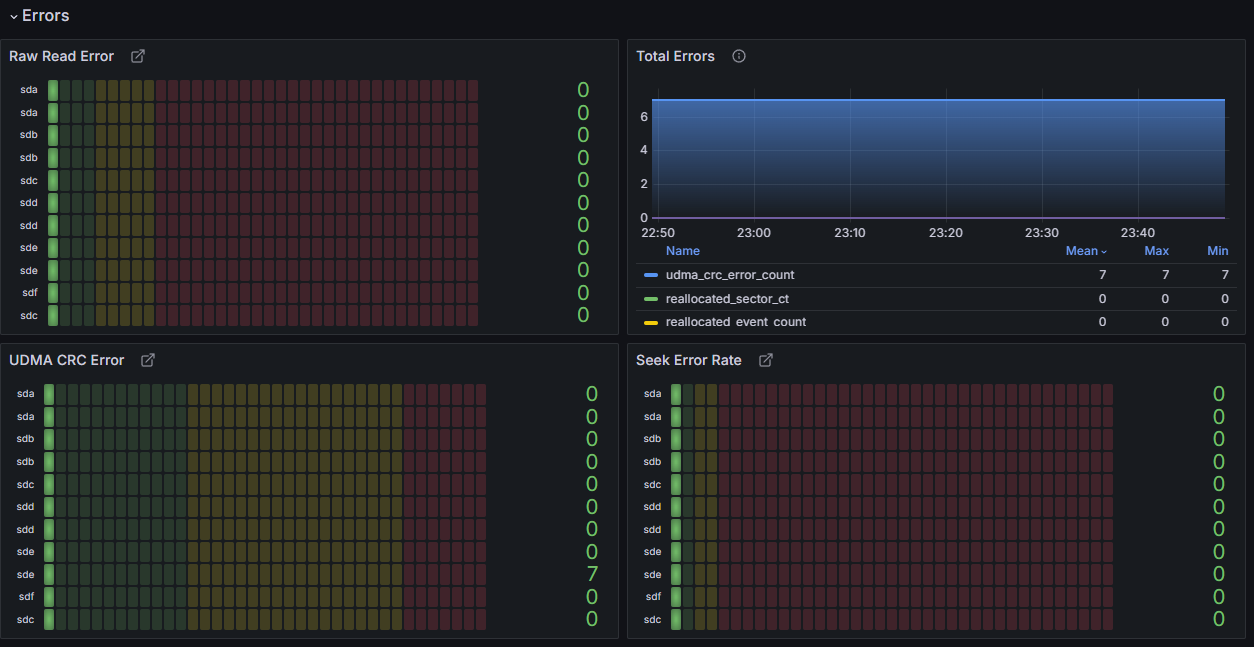 Errors
Raw Read Error
sda 0
sda 0
sdb 0
sdb 0
sdc 0
sdd 0
sdd 0
sde 0
sde 0
sdf 0
sdc 0
Total Errors
6
4
2
0
22:50 23:00 23:10 23:20 23:30 23:40
Name Mean Max Min
udma_crc_error_count 7 7 7
reallocated_sector_ct 0 0 0
reallocated_event_count 0 0 0
UDMA CRC Error
sda 0
sda 0
sdb 0
sdb 0
sdc 0
sdd 0
sdd 0
sde 0
sde 7
sdf 0
sdc 0
Seek Error Rate
sda 0
sda 0
sdb 0
sdb 0
sdc 0
sdd 0
sdd 0
sde 0
sde 0
sdf 0
sdc 0